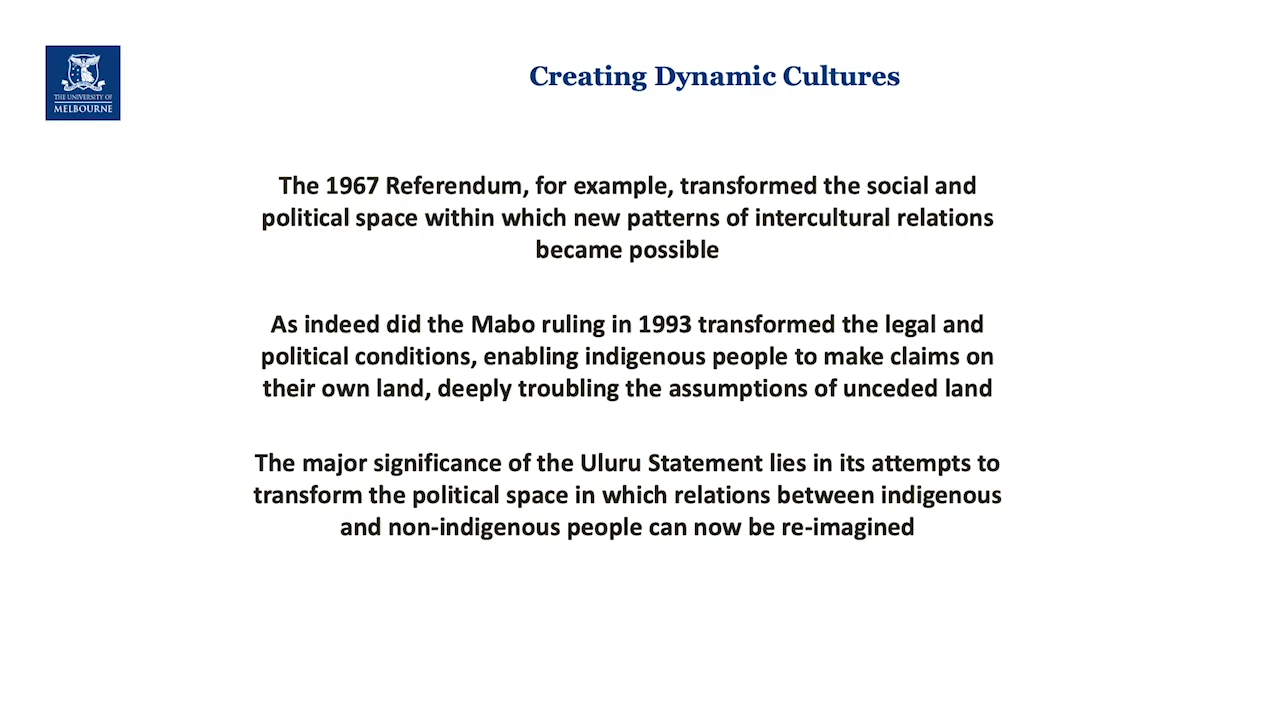 THE UNIVERSITY OF
MELBOURNE
Creating Dynamic Cultures
The 1967 Referendum, for example, transformed the social and
political space within which new patterns of intercultural relations
became possible
As indeed did the Mabo ruling in 1993 transformed the legal and
political conditions, enabling indigenous people to make claims on
their own land, deeply troubling the assumptions of unceded land
The major significance of the Uluru Statement lies in its attempts to
transform the political space in which relations between indigenous
and non-indigenous people can now be re-imagined